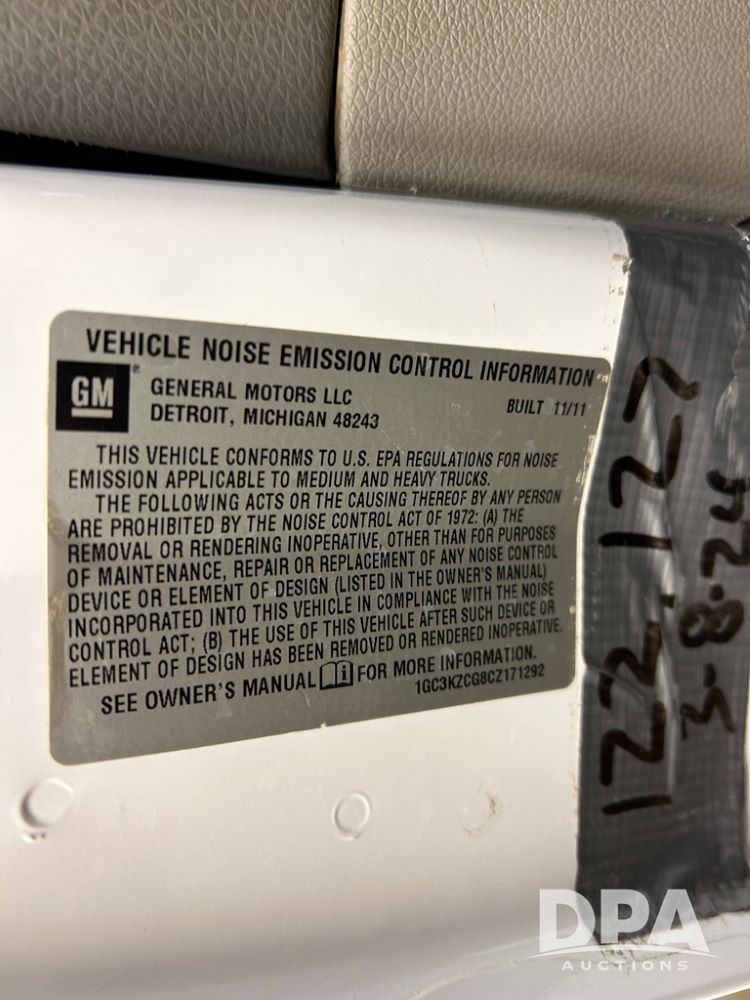 VEHICLE NOISE EMISSION CONTROL INFORMATION
GM ®
GENERAL MOTORS LLC
DETROIT, MICHIGAN 48243
BUILT 11/11
THIS VEHICLE CONFORMS TO U.S. EPA REGULATIONS FOR NOISE
EMISSION APPLICABLE TO MEDIUM AND HEAVY TRUCKS.
THE FOLLOWING ACTS OR THE CAUSING THEREOF BY ANY PERSON
ARE PROHIBITED BY THE NOISE CONTROL ACT OF 1972: (A) THE
REMOVAL OR RENDERING INOPERATIVE, OTHER THAN FOR PURPOSES
OF MAINTENANCE, REPAIR OR REPLACEMENT OF ANY NOISE CONTROL
DEVICE OR ELEMENT OF DESIGN (LISTED IN THE OWNER'S MANUAL)
INCORPORATED INTO THIS VEHICLE IN COMPLIANCE WITH THE NOISE
CONTROL ACT; (B) THE USE OF THIS VEHICLE AFTER SUCH DEVICE OR
ELEMENT OF DESIGN HAS BEEN REMOVED OR RENDERED INOPERATIVE.
SEE OWNER'S MANUAL i FOR MORE INFORMATION.
1GC3KZCG8CZ171292
122,127
3-8-24
DPA
AUCTIONS